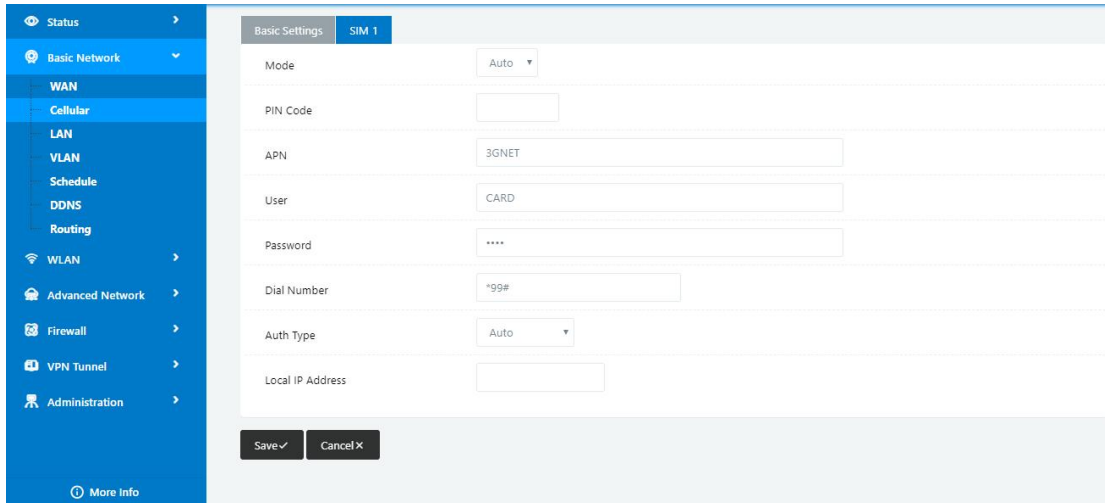 Status
Basic Network
WAN
Cellular
LAN
VLAN
Schedule
DDNS
Routing
WLAN
Advanced Network
Firewall
VPN Tunnel
Administration
More Info
Basic Settings SIM 1
Mode Auto
PIN Code
APN 3GNET
User CARD
Password ••••
Dial Number *99#
Auth Type Auto
Local IP Address
Save✓ Cancel×